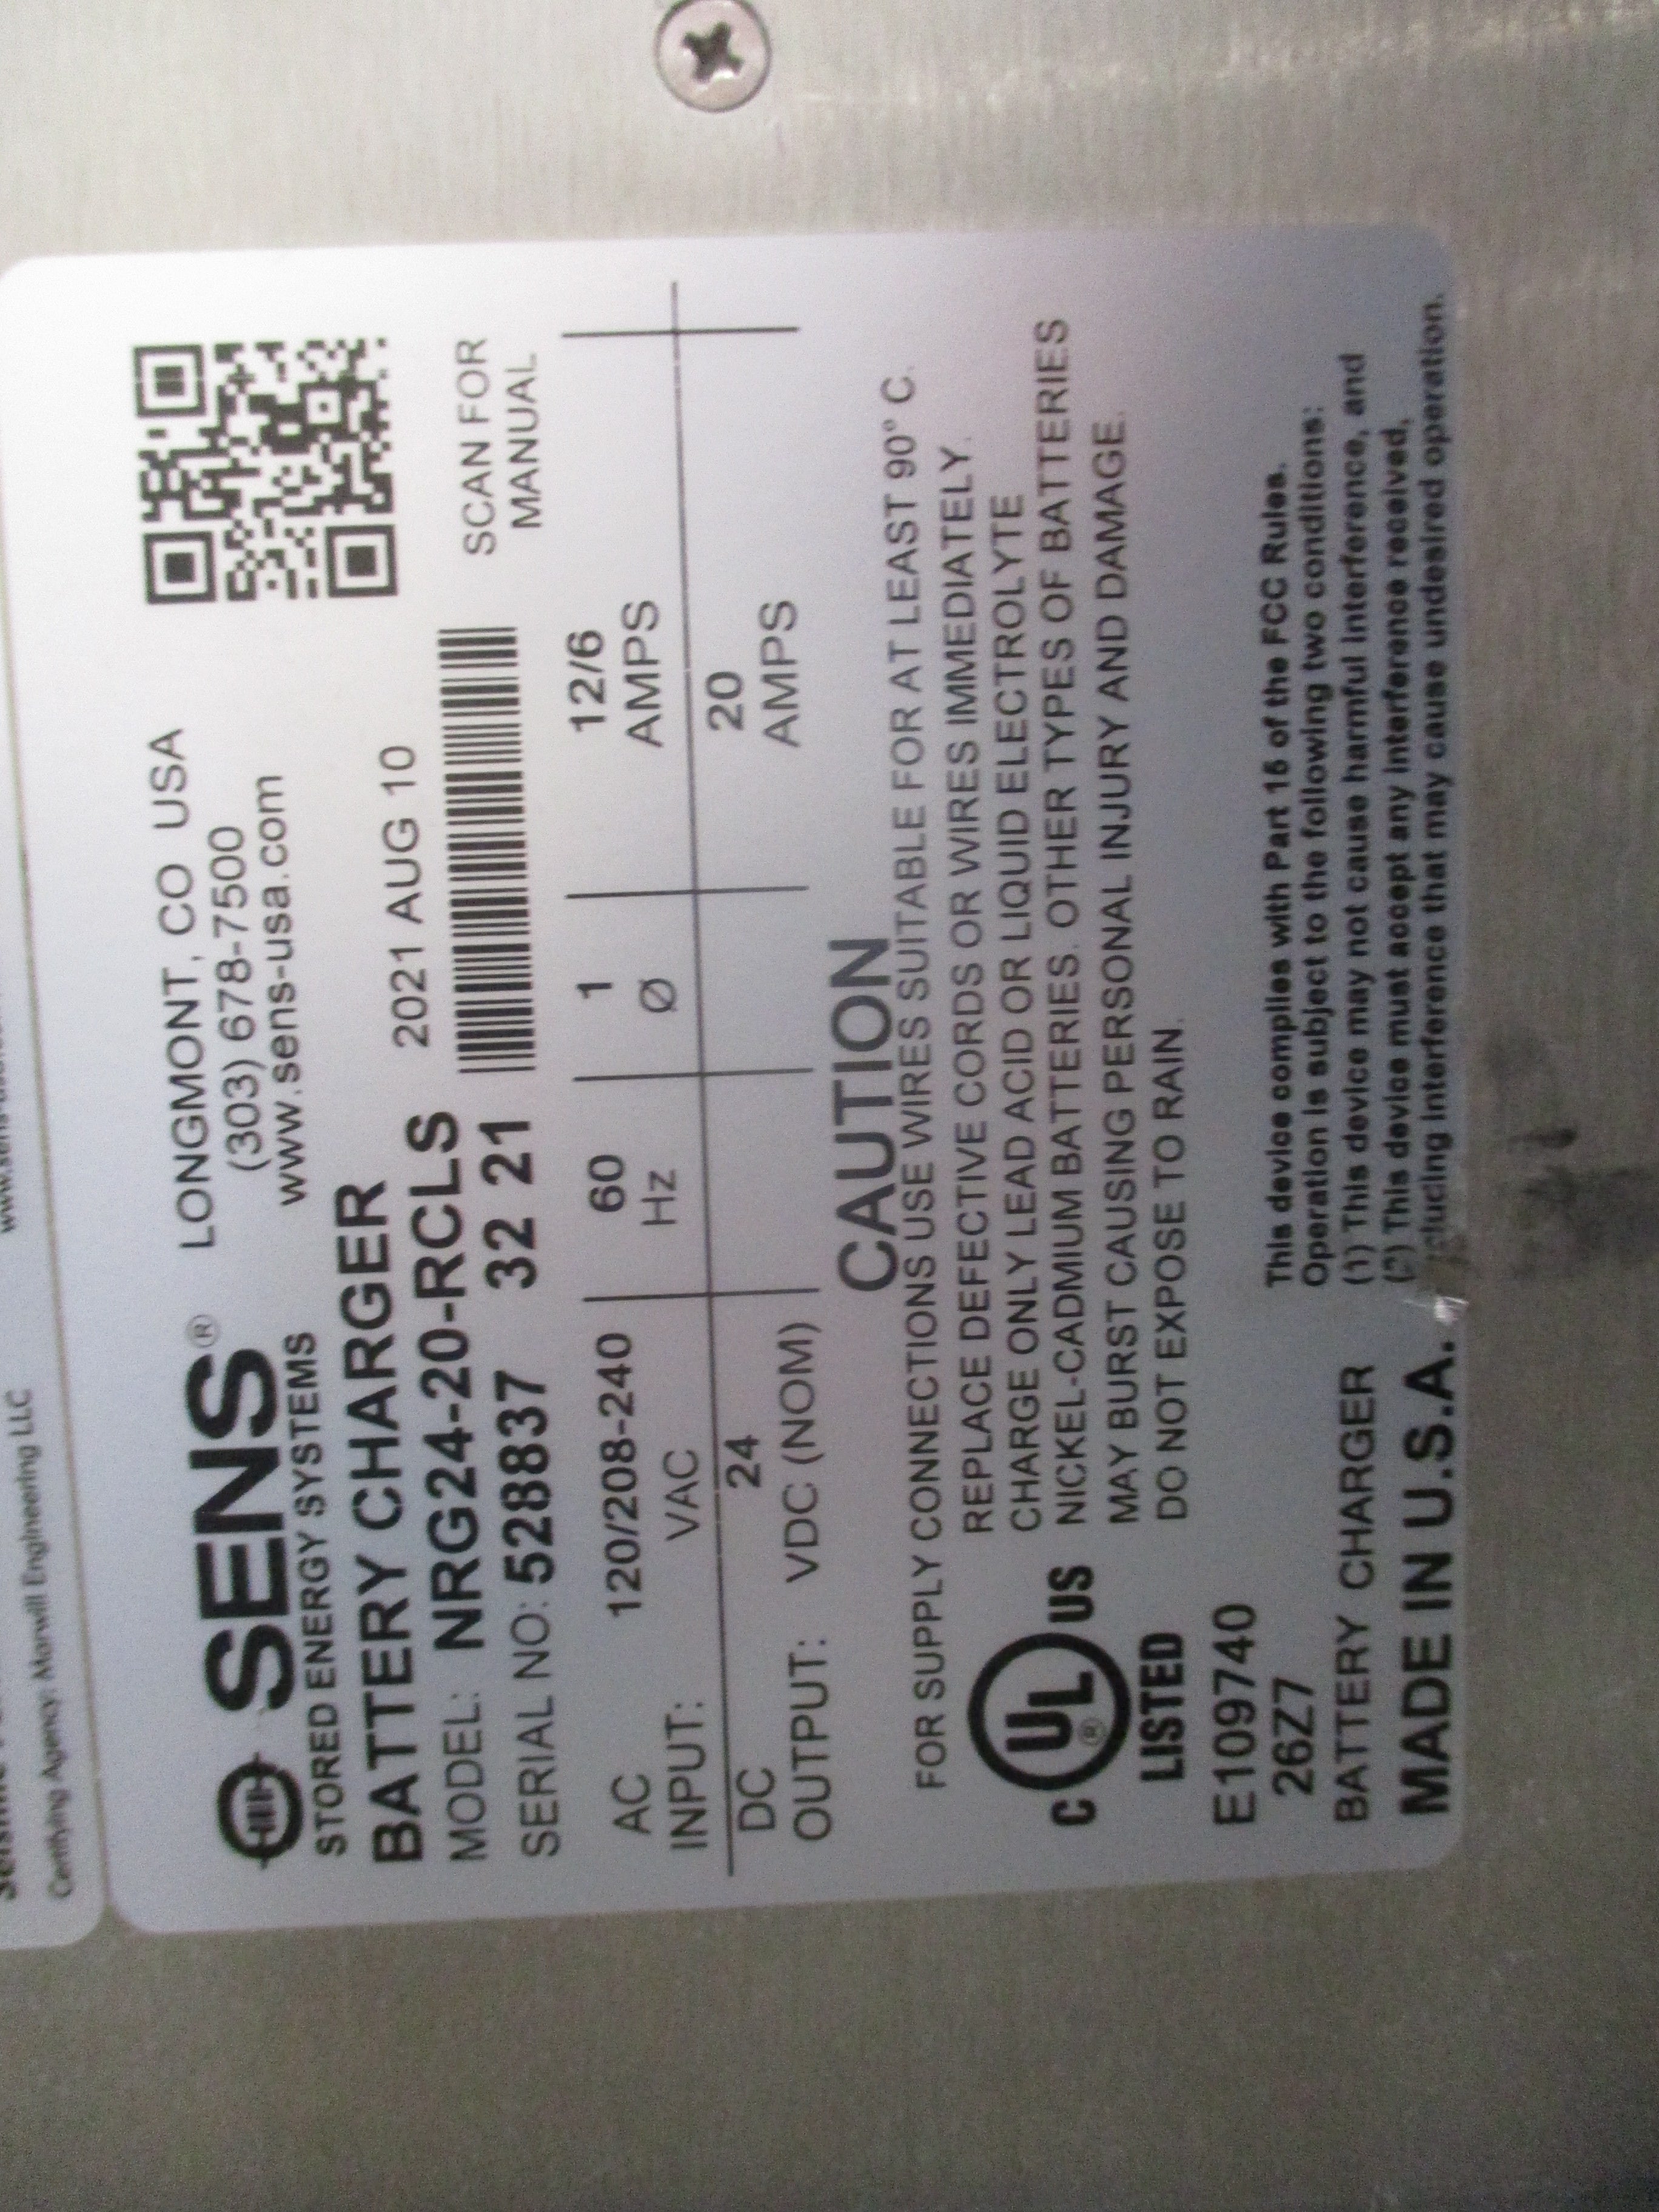 Certifying Agency: Marwill Engineering LLC
SENS®
STORED ENERGY SYSTEMS
LONGMONT, CO USA
(303) 678-7500
www.sens-usa.com
BATTERY CHARGER
MODEL: NRG24-20-RCLS 2021 AUG 10
SERIAL NO: 528837 32 21
SCAN FOR
MANUAL
AC 120/208-240 60 1 12/6
INPUT: VAC Hz Ø AMPS
DC 24 20
OUTPUT: VDC (NOM) AMPS
CAUTION
FOR SUPPLY CONNECTIONS USE WIRES SUITABLE FOR AT LEAST 90° C.
REPLACE DEFECTIVE CORDS OR WIRES IMMEDIATELY.
CHARGE ONLY LEAD ACID OR LIQUID ELECTROLYTE
NICKEL-CADMIUM BATTERIES. OTHER TYPES OF BATTERIES
MAY BURST CAUSING PERSONAL INJURY AND DAMAGE.
DO NOT EXPOSE TO RAIN.
C UL® US
LISTED
E109740
26Z7
BATTERY CHARGER
MADE IN U.S.A.
This device complies with Part 15 of the FCC Rules.
Operation is subject to the following two conditions:
(1) This device may not cause harmful interference, and
(2) This device must accept any interference received,
interference that may cause undesired operation.